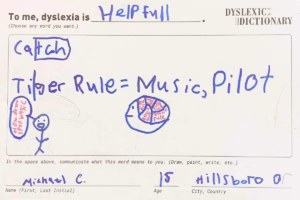 To me, dyslexia is Helpfull
(Choose any word you want.)
DYSLEXIC
DICTIONARY
Catch
Tiger Rule = Music, Pilot
In the space above, communicate what this word means to you. (Draw, paint, write, etc.)
Michael C. 15 Hillsboro O
Name (First, Last Initial) Age City, Country